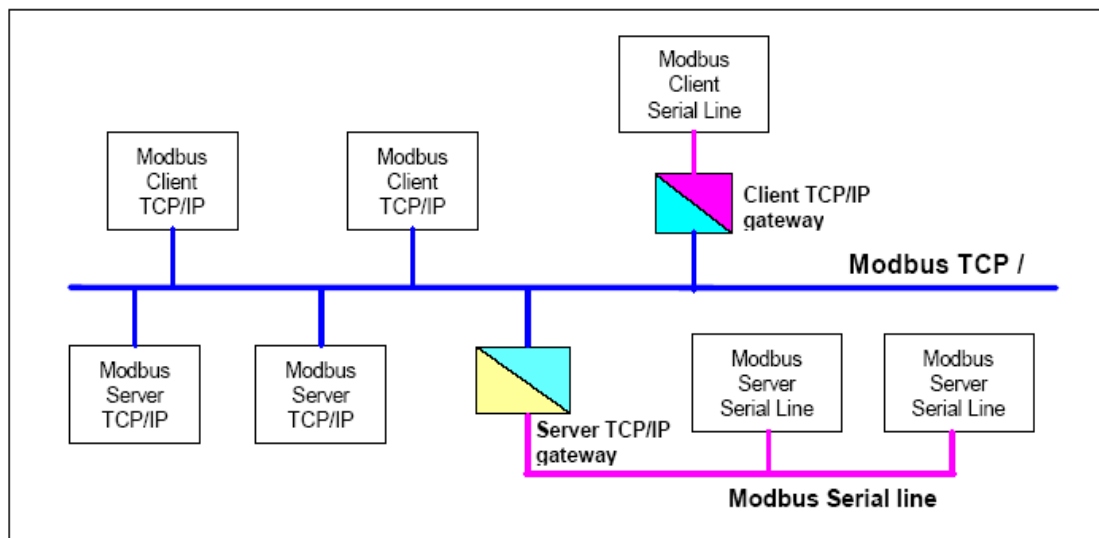 Modbus
Client
Serial Line
Modbus
Client
TCP/IP
Modbus
Client
TCP/IP
Client TCP/IP
gateway
Modbus TCP /
Modbus
Server
TCP/IP
Modbus
Server
TCP/IP
Modbus
Server
Serial Line
Modbus
Server
Serial Line
Server TCP/IP
gateway
Modbus Serial line